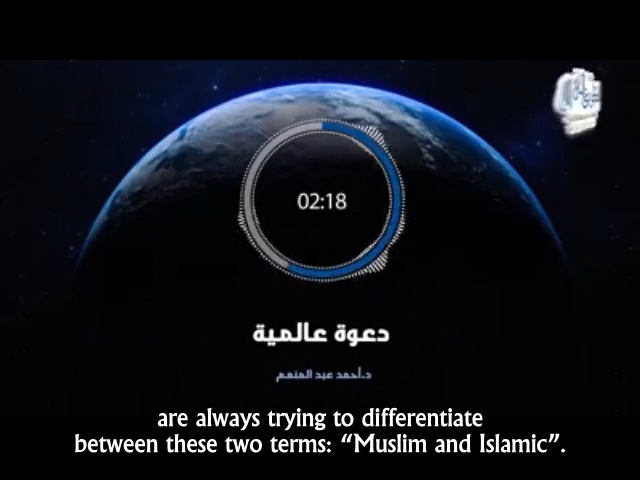 02:18
دعوة عالمية
د.أحمد عبد المنعم
are always trying to differentiate
between these two terms: “Muslim and Islamic”.